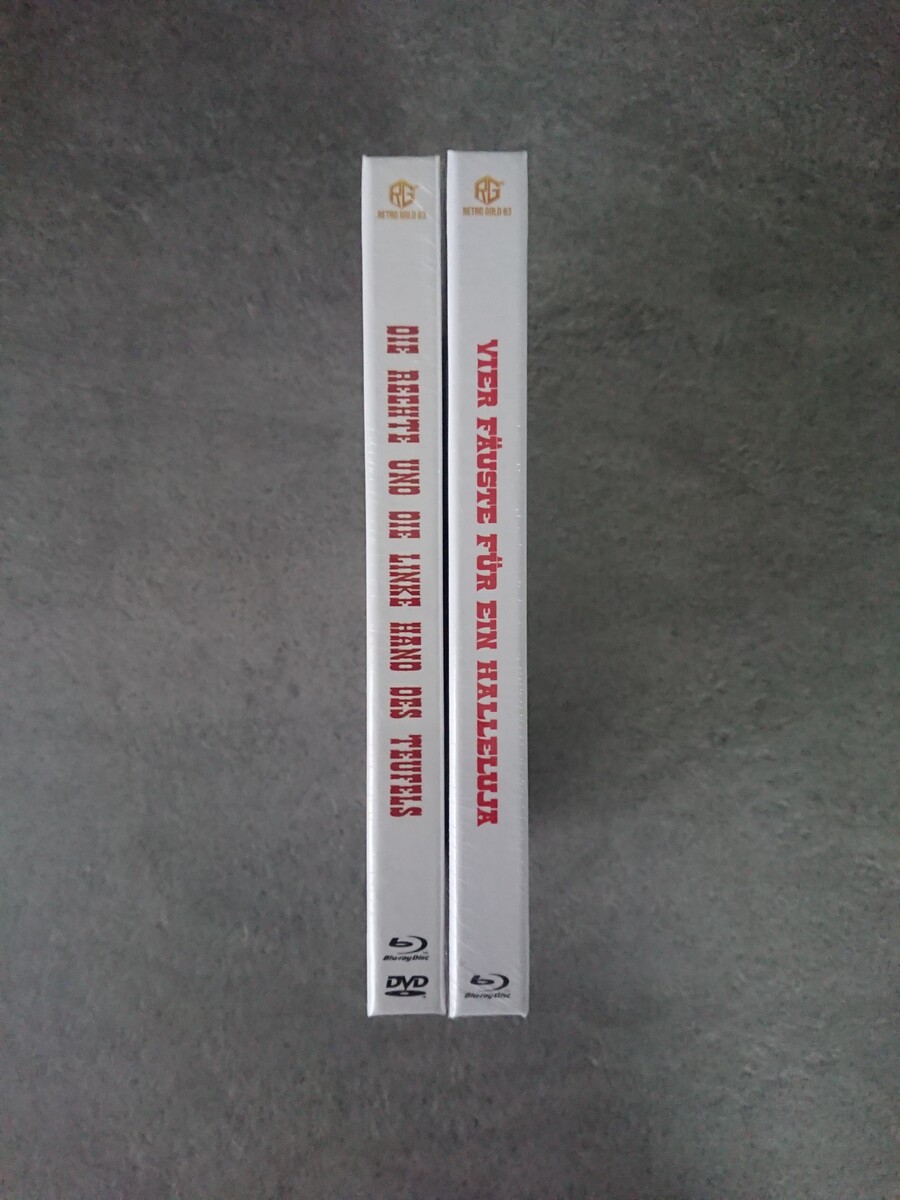 RG
RETRO GOLD 63
DIE RECHTE UND DIE LINKE HAND DES TEUFELS
Blu-ray Disc
DVD
RG
RETRO GOLD 63
VIER FÄUSTE FÜR EIN HALLELUJA
Blu-ray Disc